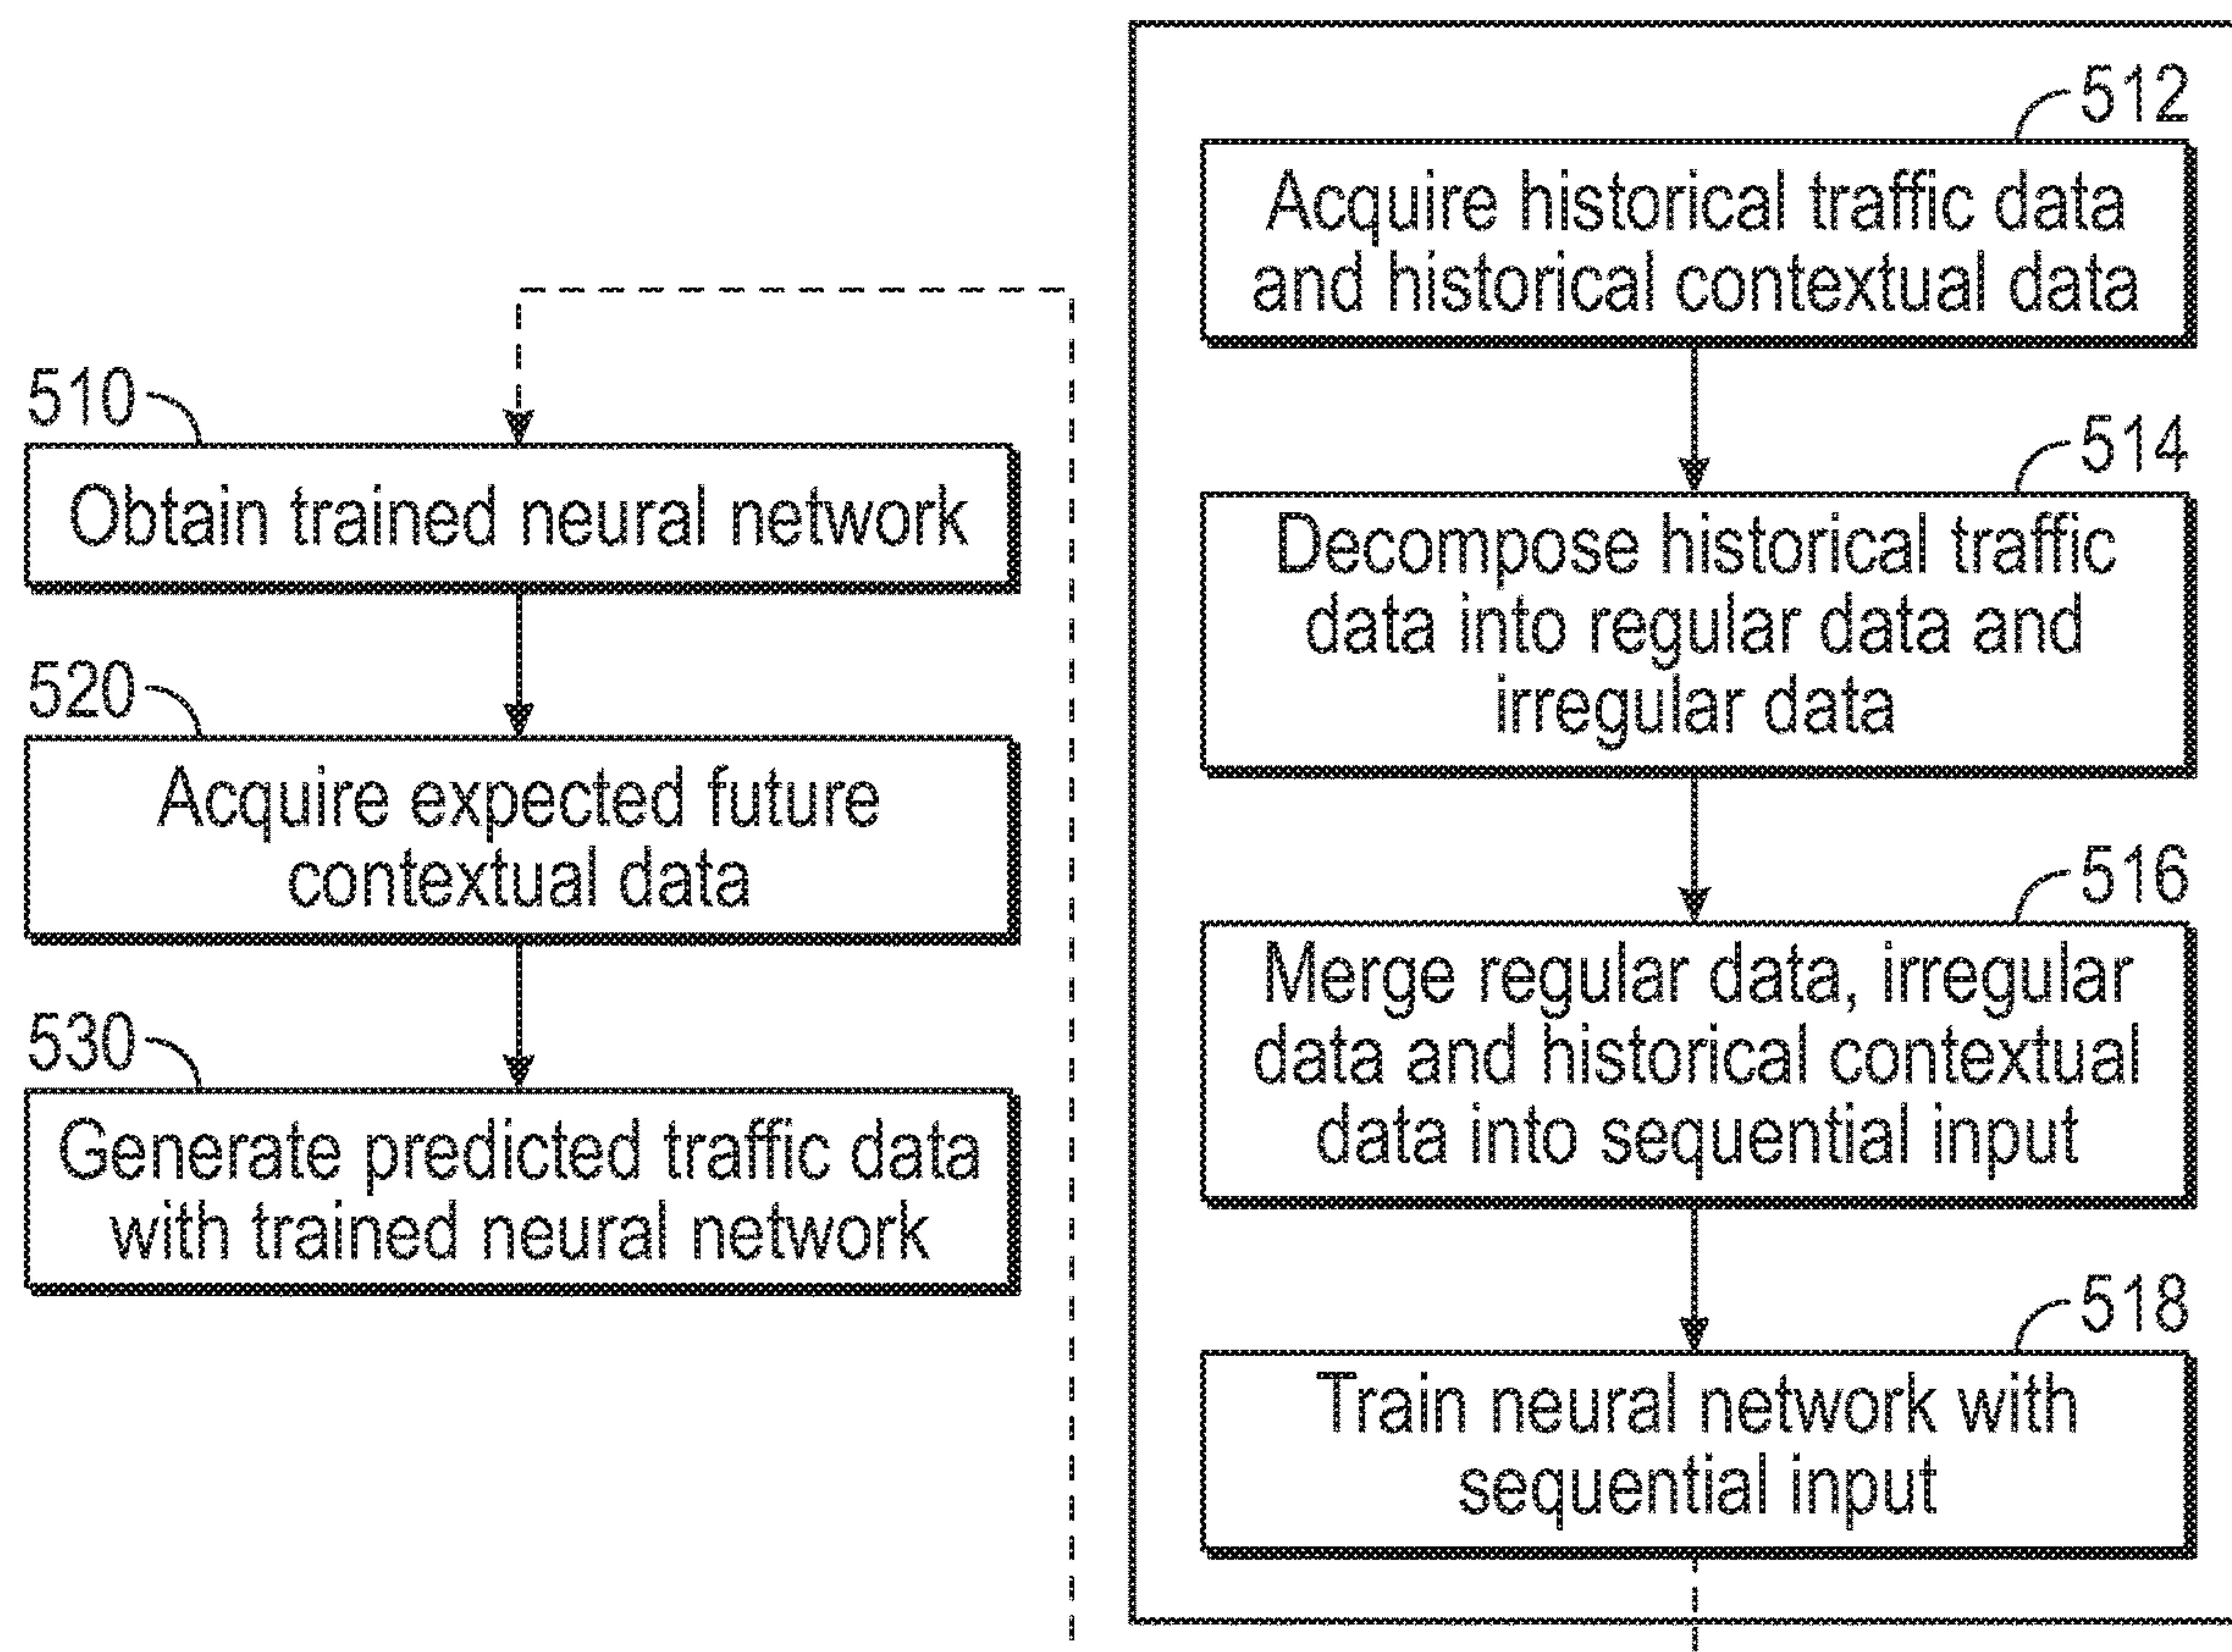 510
Obtain trained neural network
520
Acquire expected future
contextual data
530
Generate predicted traffic data
with trained neural network
512
Acquire historical traffic data
and historical contextual data
514
Decompose historical traffic
data into regular data and
irregular data
516
Merge regular data, irregular
data and historical contextual
data into sequential input
518
Train neural network with
sequential input